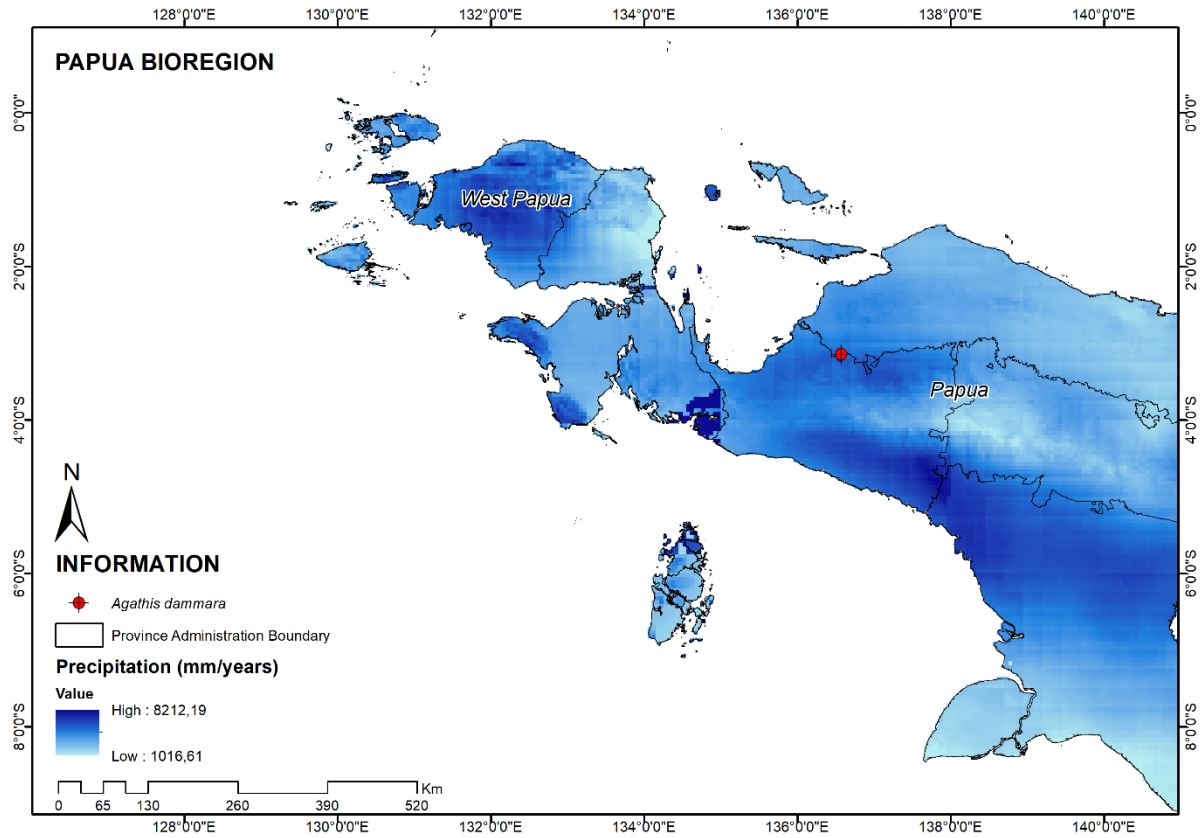 128°0'0"E 130°0'0"E 132°0'0"E 134°0'0"E 136°0'0"E 138°0'0"E 140°0'0"E
PAPUA BIOREGION
0°0'0"
0°0'0"
West Papua
2°0'0"S
2°0'0"S
Papua
4°0'0"S
4°0'0"S
N
INFORMATION
6°0'0"S
6°0'0"S
Agathis dammara
Province Administration Boundary
Precipitation (mm/years)
Value
High : 8212,19
8°0'0"S
8°0'0"S
Low : 1016,61
Km
0 65 130 260 390 520
128°0'0"E 130°0'0"E 132°0'0"E 134°0'0"E 136°0'0"E 138°0'0"E 140°0'0"E